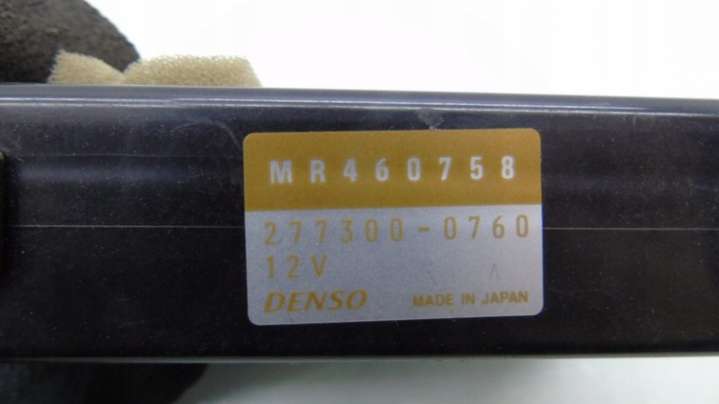 MR460758
277300-0760
12V
DENSO MADE IN JAPAN